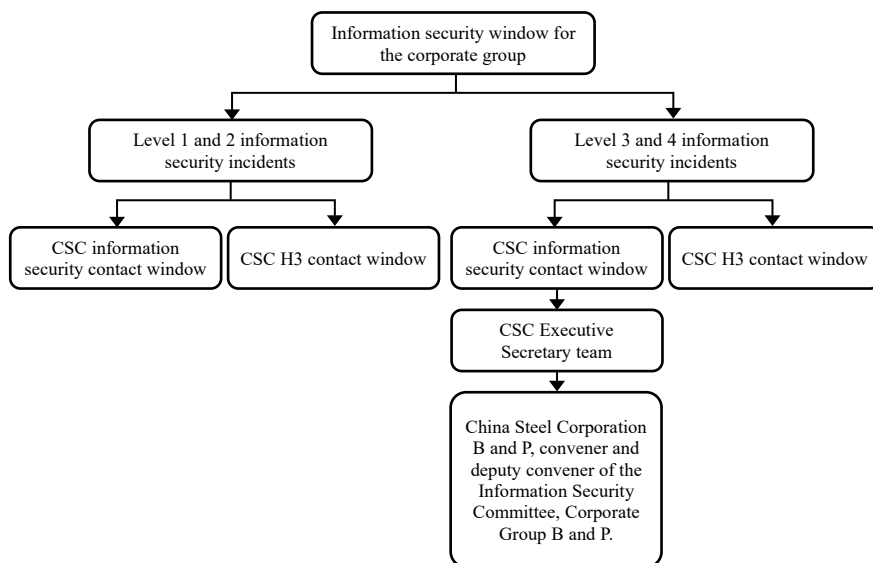 Information security window for
the corporate group
Level 1 and 2 information
security incidents
Level 3 and 4 information
security incidents
CSC information
security contact window
CSC H3 contact window
CSC information
security contact window
CSC H3 contact window
CSC Executive
Secretary team
China Steel Corporation
B and P, convener and
deputy convener of the
Information Security
Committee, Corporate
Group B and P.